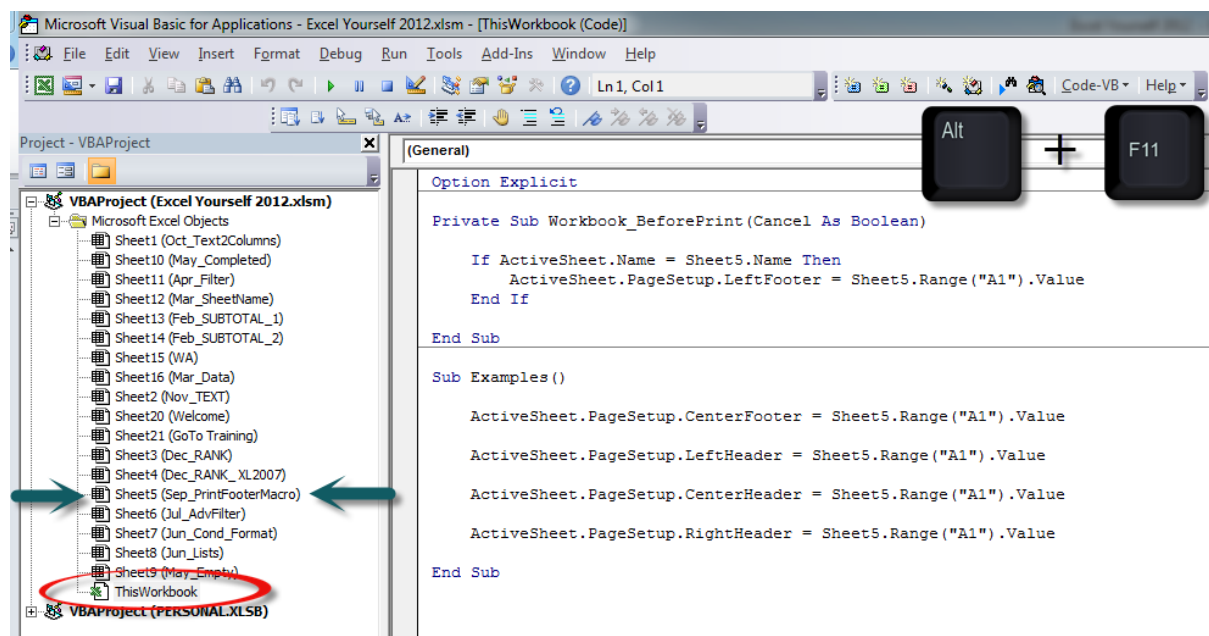 Microsoft Visual Basic for Applications - Excel Yourself 2012.xlsm - [ThisWorkbook (Code)]
File Edit View Insert Format Debug Run Tools Add-Ins Window Help
Ln 1, Col 1
Code-VB Help
Project - VBAProject
VBAProject (Excel Yourself 2012.xlsm)
Microsoft Excel Objects
Sheet1 (Oct_Text2Columns)
Sheet10 (May_Completed)
Sheet11 (Apr_Filter)
Sheet12 (Mar_SheetName)
Sheet13 (Feb_SUBTOTAL_1)
Sheet14 (Feb_SUBTOTAL_2)
Sheet15 (WA)
Sheet16 (Mar_Data)
Sheet2 (Nov_TEXT)
Sheet20 (Welcome)
Sheet21 (GoTo Training)
Sheet3 (Dec_RANK)
Sheet4 (Dec_RANK_ XL2007)
Sheet5 (Sep_PrintFooterMacro)
Sheet6 (Jul_AdvFilter)
Sheet7 (Jun_Cond_Format)
Sheet8 (Jun_Lists)
Sheet9 (May_Empty)
ThisWorkbook
VBAProject (PERSONAL.XLSB)
(General)
Alt + F11
Option Explicit
Private Sub Workbook_BeforePrint(Cancel As Boolean)
If ActiveSheet.Name = Sheet5.Name Then
ActiveSheet.PageSetup.LeftFooter = Sheet5.Range("A1").Value
End If
End Sub
Sub Examples()
ActiveSheet.PageSetup.CenterFooter = Sheet5.Range("A1").Value
ActiveSheet.PageSetup.LeftHeader = Sheet5.Range("A1").Value
ActiveSheet.PageSetup.CenterHeader = Sheet5.Range("A1").Value
ActiveSheet.PageSetup.RightHeader = Sheet5.Range("A1").Value
End Sub